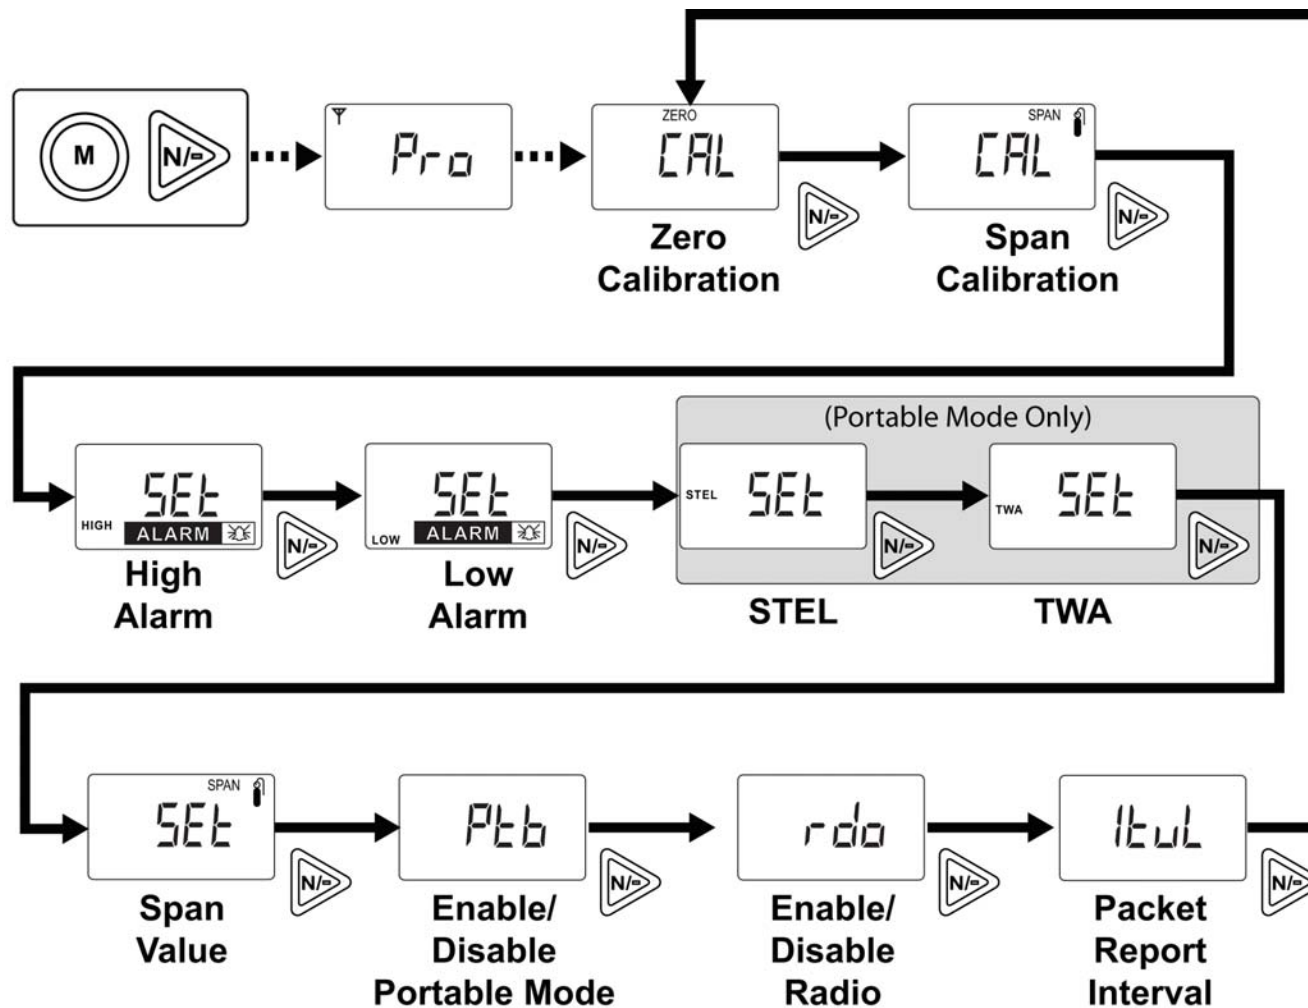 M
N/-
Pro
ZERO
CAL
SPAN
CAL
N/-
N/-
Zero
Calibration
Span
Calibration
(Portable Mode Only)
HIGH
SEt
ALARM
LOW
SEt
ALARM
STEL
SEt
TWA
SEt
N/-
N/-
N/-
N/-
High
Alarm
Low
Alarm
STEL
TWA
SPAN
SEt
Ptb
rdo
ItuL
N/-
N/-
N/-
N/-
Span
Value
Enable/
Disable
Portable Mode
Enable/
Disable
Radio
Packet
Report
Interval